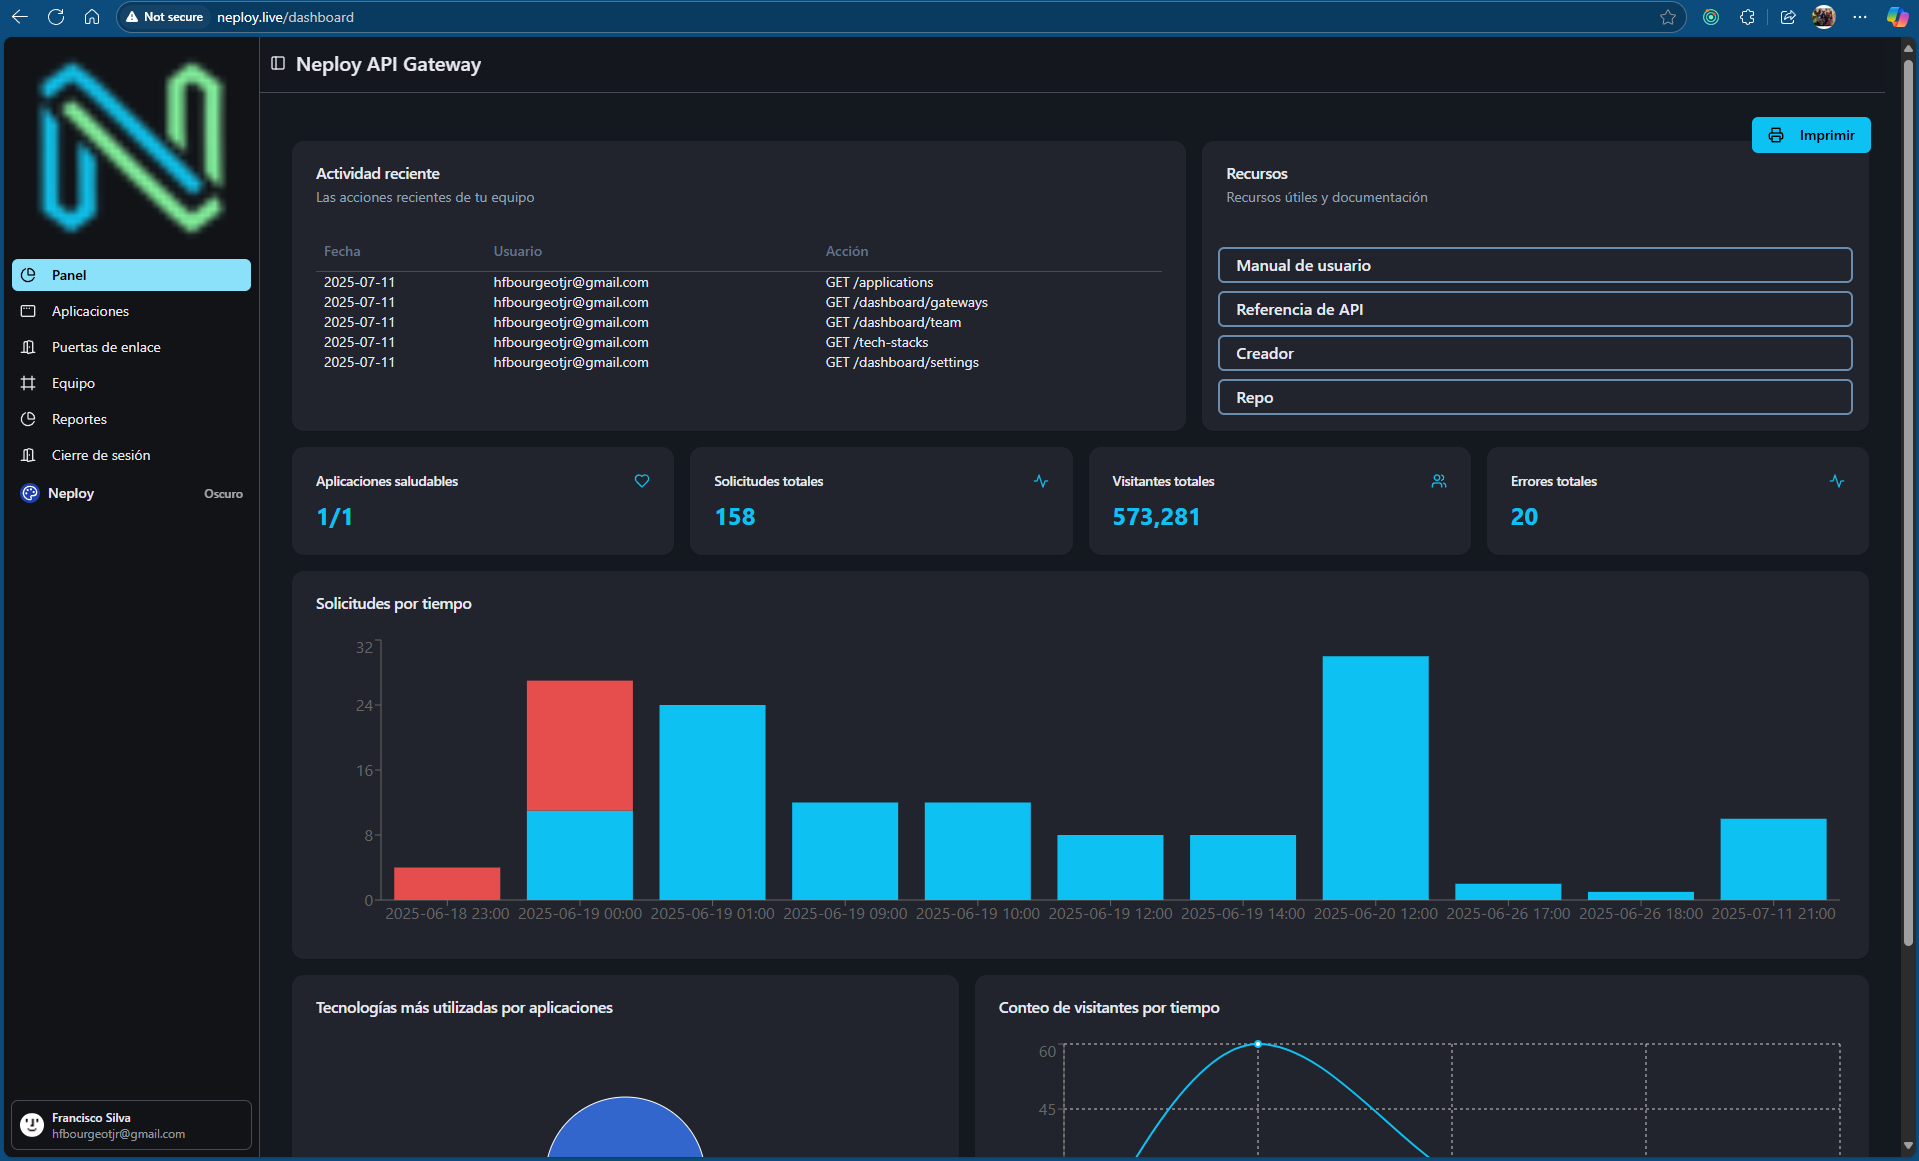 Not secure neploy.live/dashboard
Neploy API Gateway
Imprimir
Panel
Aplicaciones
Puertas de enlace
Equipo
Reportes
Cierre de sesión
Neploy Oscuro
Francisco Silva
hfbourgeotjr@gmail.com
Actividad reciente
Las acciones recientes de tu equipo
Fecha Usuario Acción
2025-07-11 hfbourgeotjr@gmail.com GET /applications
2025-07-11 hfbourgeotjr@gmail.com GET /dashboard/gateways
2025-07-11 hfbourgeotjr@gmail.com GET /dashboard/team
2025-07-11 hfbourgeotjr@gmail.com GET /tech-stacks
2025-07-11 hfbourgeotjr@gmail.com GET /dashboard/settings
Recursos
Recursos útiles y documentación
Manual de usuario
Referencia de API
Creador
Repo
Aplicaciones saludables
1/1
Solicitudes totales
158
Visitantes totales
573,281
Errores totales
20
Solicitudes por tiempo
32
24
16
8
0
2025-06-18 23:00 2025-06-19 00:00 2025-06-19 01:00 2025-06-19 09:00 2025-06-19 10:00 2025-06-19 12:00 2025-06-19 14:00 2025-06-20 12:00 2025-06-26 17:00 2025-06-26 18:00 2025-07-11 21:00
Tecnologías más utilizadas por aplicaciones
Conteo de visitantes por tiempo
60
45